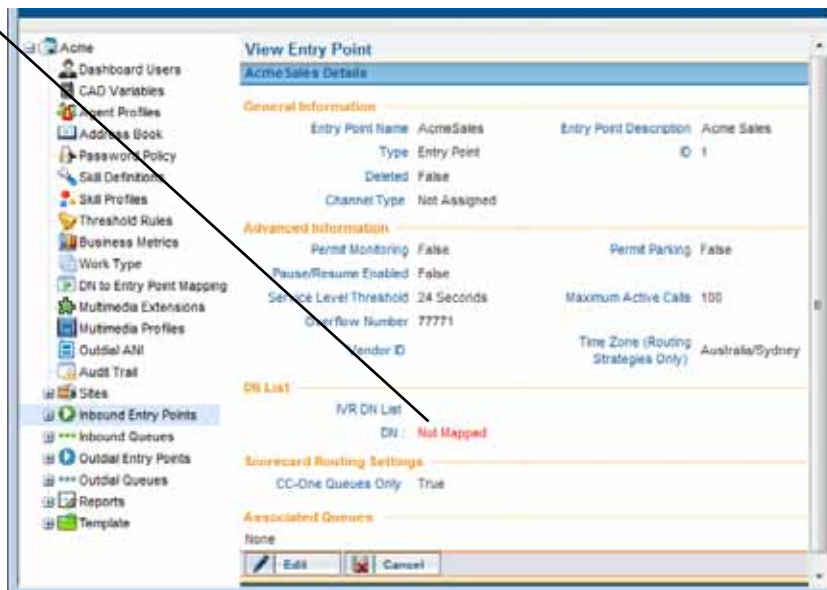 Acme
Dashboard Users
CAD Variables
Agent Profiles
Address Book
Password Policy
Skill Definitions
Skill Profiles
Threshold Rules
Business Metrics
Work Type
DN to Entry Point Mapping
Multimedia Extensions
Multimedia Profiles
Outdial ANI
Audit Trail
Sites
Inbound Entry Points
Inbound Queues
Outdial Entry Points
Outdial Queues
Reports
Template
View Entry Point
AcmeSales Details
General Information
Entry Point Name AcmeSales Entry Point Description Acme Sales
Type Entry Point ID 1
Deleted False
Channel Type Not Assigned
Advanced Information
Permit Monitoring False Permit Parking False
Pause/Resume Enabled False
Service Level Threshold 24 Seconds Maximum Active Calls 100
Overflow Number 77771
Vendor ID Time Zone (Routing Strategies Only) Australia/Sydney
DN List
IVR DN List
DN : Not Mapped
Scorecard Routing Settings
CC-One Queues Only True
Associated Queues
None
Edit Cancel